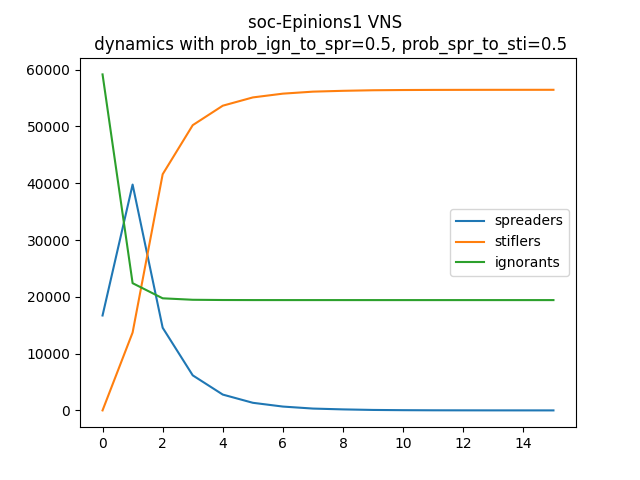 soc-Epinions1 VNS
dynamics with prob_ign_to_spr=0.5, prob_spr_to_sti=0.5
60000
50000
40000
30000
20000
10000
0
spreaders
stiflers
ignorants
0 2 4 6 8 10 12 14